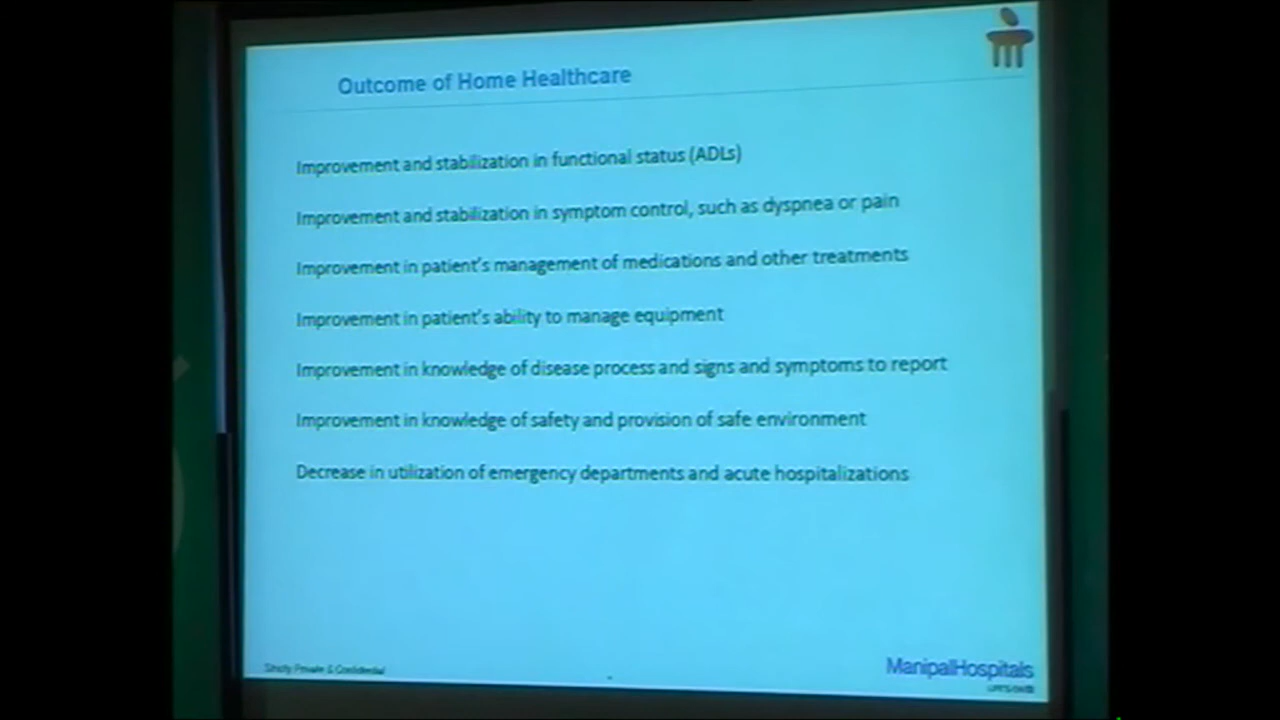 Outcome of Home Healthcare
Improvement and stabilization in functional status (ADLs)
Improvement and stabilization in symptom control, such as dyspnea or pain
Improvement in patient's management of medications and other treatments
Improvement in patient's ability to manage equipment
Improvement in knowledge of disease process and signs and symptoms to report
Improvement in knowledge of safety and provision of safe environment
Decrease in utilization of emergency departments and acute hospitalizations
Strictly Private & Confidential
ManipalHospitals